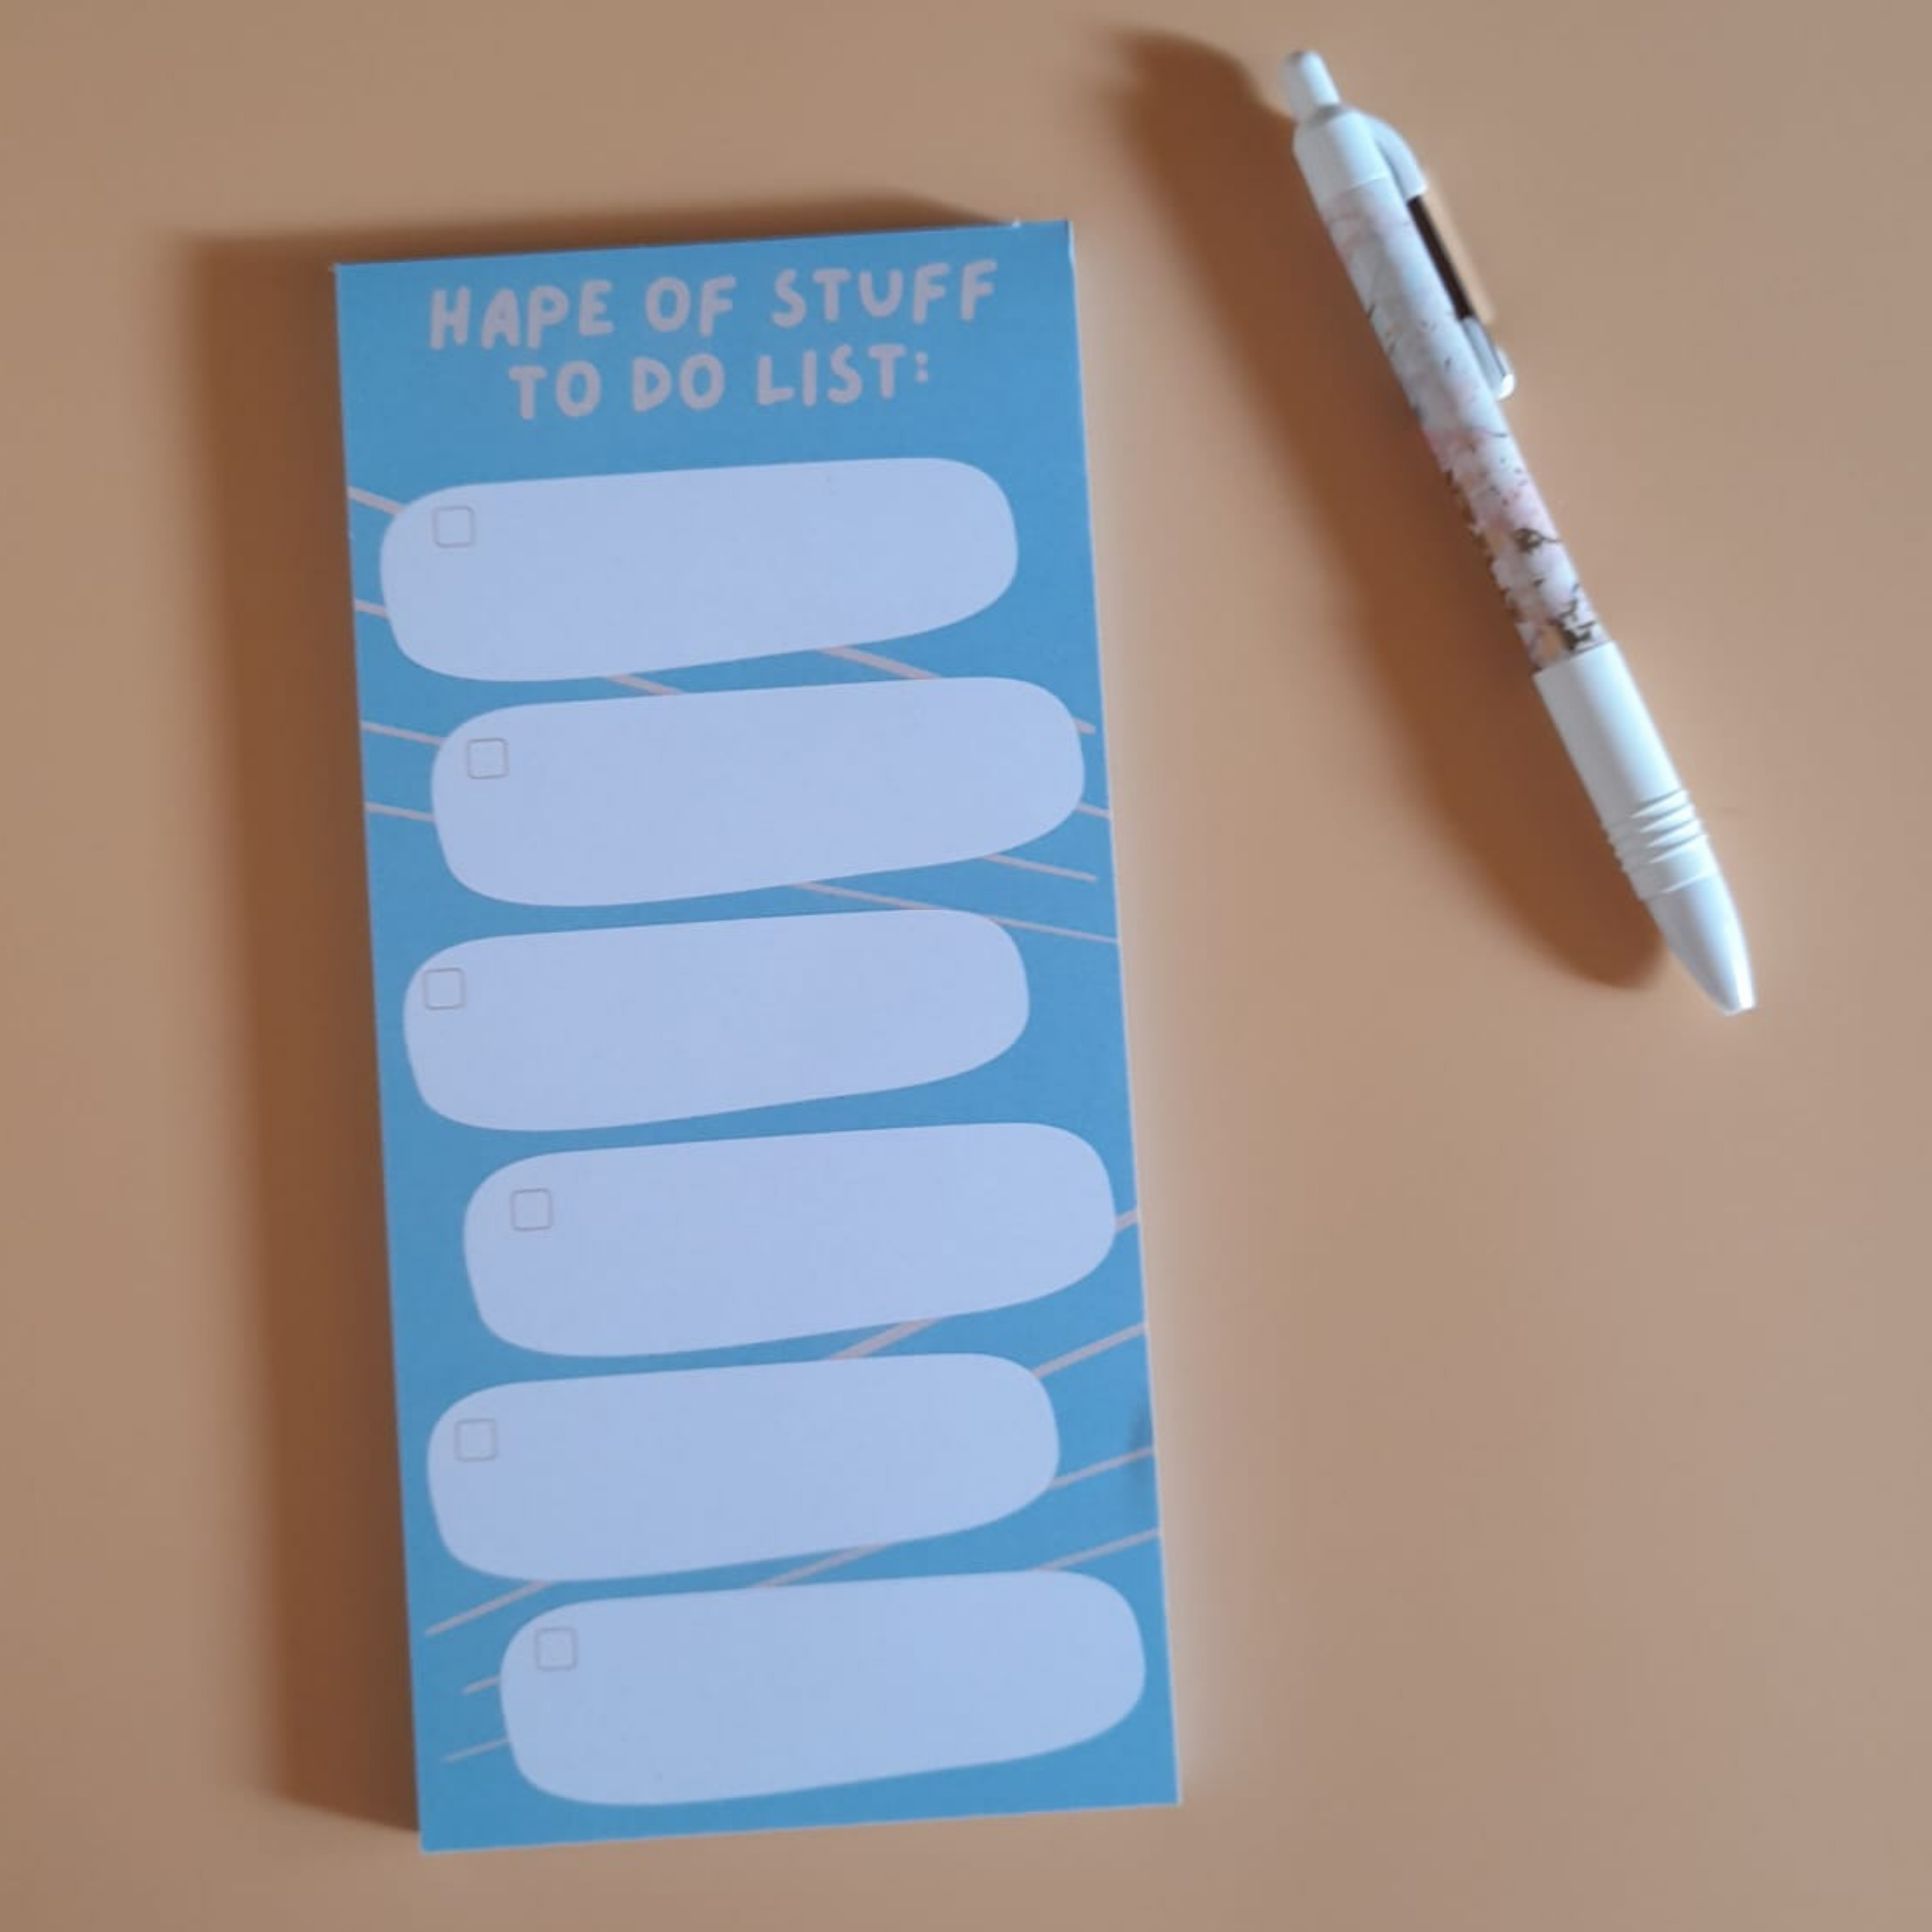 HAPE OF STUFF
TO DO LIST: